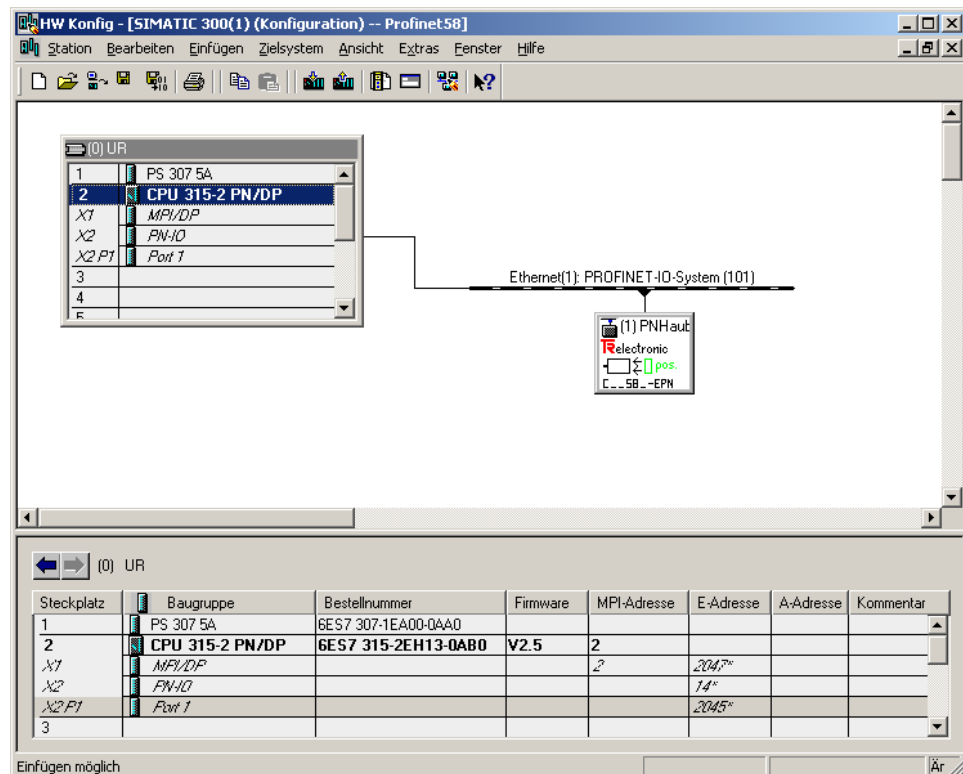 HW Konfig - [SIMATIC 300(1) (Konfiguration) -- Profinet58]
Station Bearbeiten Einfügen Zielsystem Ansicht Extras Fenster Hilfe
(0) UR
1 PS 307 5A
2 CPU 315-2 PN/DP
X1 MPI/DP
X2 PN-IO
X2 P1 Port 1
3
4
5
Ethernet(1): PROFINET-IO-System (101)
(1) PNHaub
TR electronic
pos.
C__58_-EPN
(0) UR
Steckplatz Baugruppe Bestellnummer Firmware MPI-Adresse E-Adresse A-Adresse Kommentar
1 PS 307 5A 6ES7 307-1EA00-0AA0
2 CPU 315-2 PN/DP 6ES7 315-2EH13-0AB0 V2.5 2
X1 MPI/DP 2 2047*
X2 PN-IO 14*
X2 P1 Port 1 2045*
3
Einfügen möglich Är